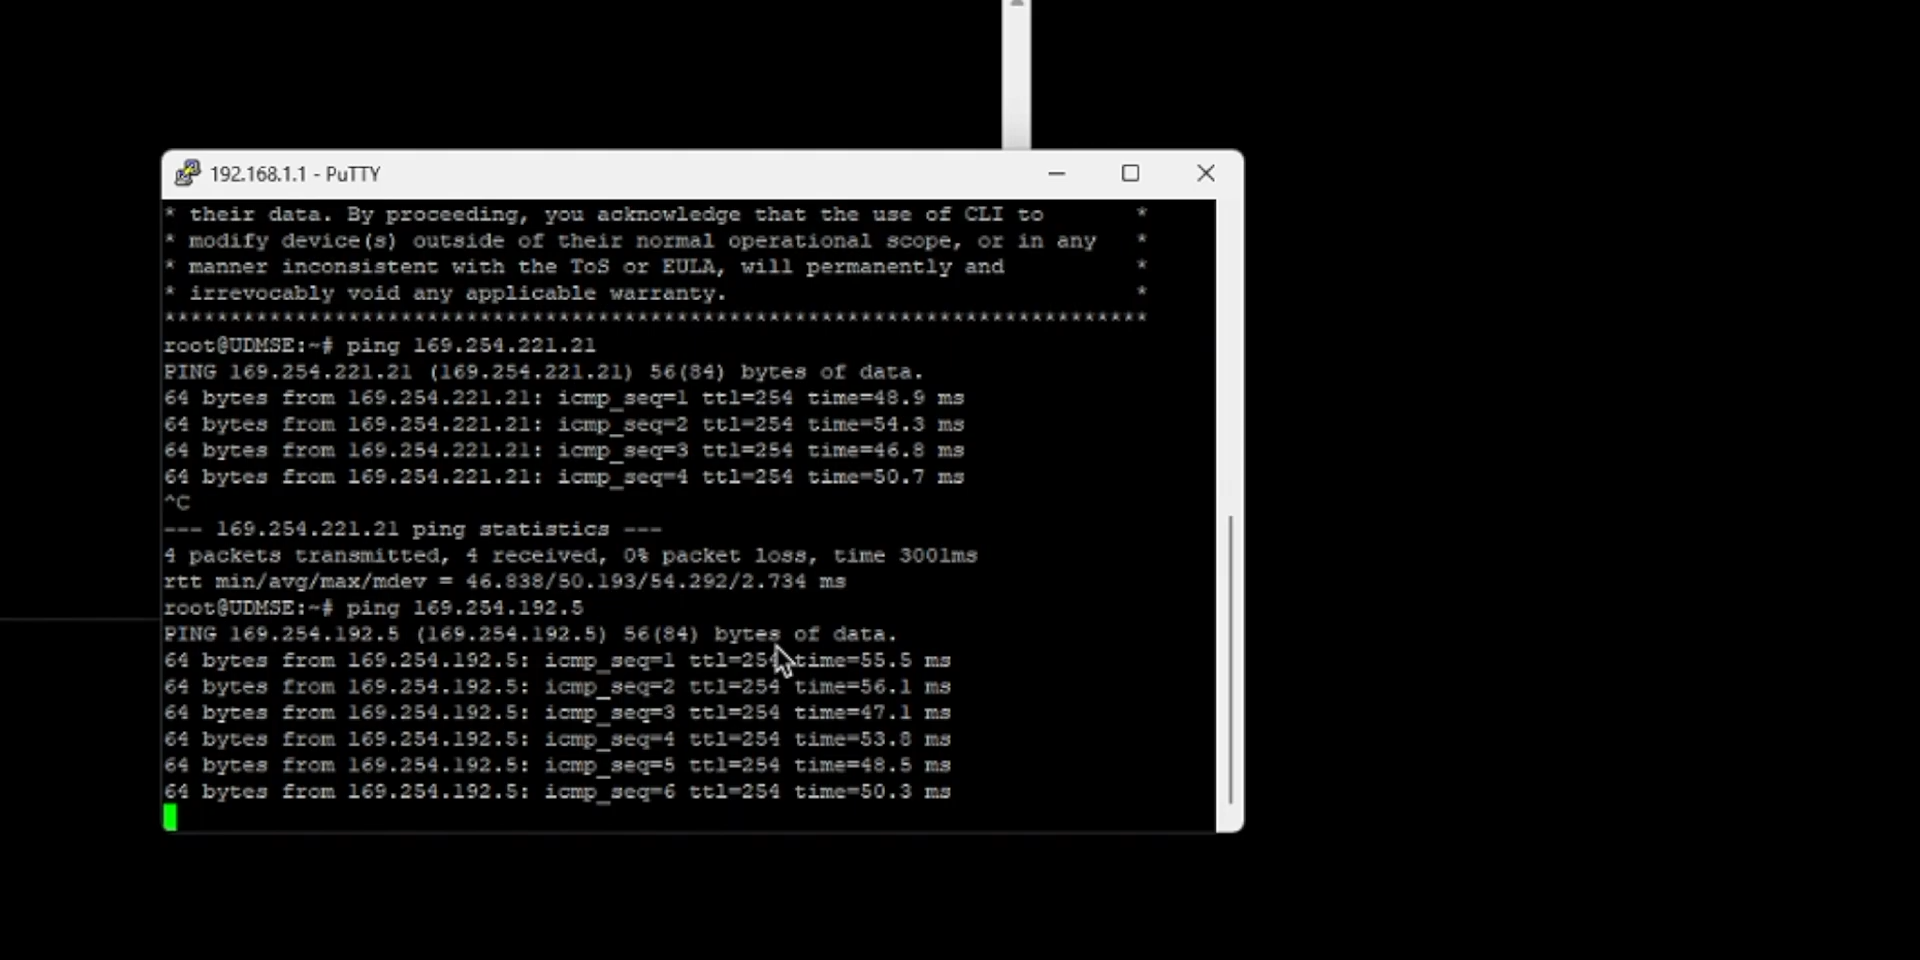 192.168.1.1 - PuTTY
* their data. By proceeding, you acknowledge that the use of CLI to *
* modify device(s) outside of their normal operational scope, or in any *
* manner inconsistent with the ToS or EULA, will permanently and *
* irrevocably void any applicable warranty. *
***************************************************************************
root@UDMSE:~# ping 169.254.221.21
PING 169.254.221.21 (169.254.221.21) 56(84) bytes of data.
64 bytes from 169.254.221.21: icmp_seq=1 ttl=254 time=48.9 ms
64 bytes from 169.254.221.21: icmp_seq=2 ttl=254 time=54.3 ms
64 bytes from 169.254.221.21: icmp_seq=3 ttl=254 time=46.8 ms
64 bytes from 169.254.221.21: icmp_seq=4 ttl=254 time=50.7 ms
^C
--- 169.254.221.21 ping statistics ---
4 packets transmitted, 4 received, 0% packet loss, time 3001ms
rtt min/avg/max/mdev = 46.838/50.193/54.292/2.734 ms
root@UDMSE:~# ping 169.254.192.5
PING 169.254.192.5 (169.254.192.5) 56(84) bytes of data.
64 bytes from 169.254.192.5: icmp_seq=1 ttl=254 time=55.5 ms
64 bytes from 169.254.192.5: icmp_seq=2 ttl=254 time=56.1 ms
64 bytes from 169.254.192.5: icmp_seq=3 ttl=254 time=47.1 ms
64 bytes from 169.254.192.5: icmp_seq=4 ttl=254 time=53.8 ms
64 bytes from 169.254.192.5: icmp_seq=5 ttl=254 time=48.5 ms
64 bytes from 169.254.192.5: icmp_seq=6 ttl=254 time=50.3 ms